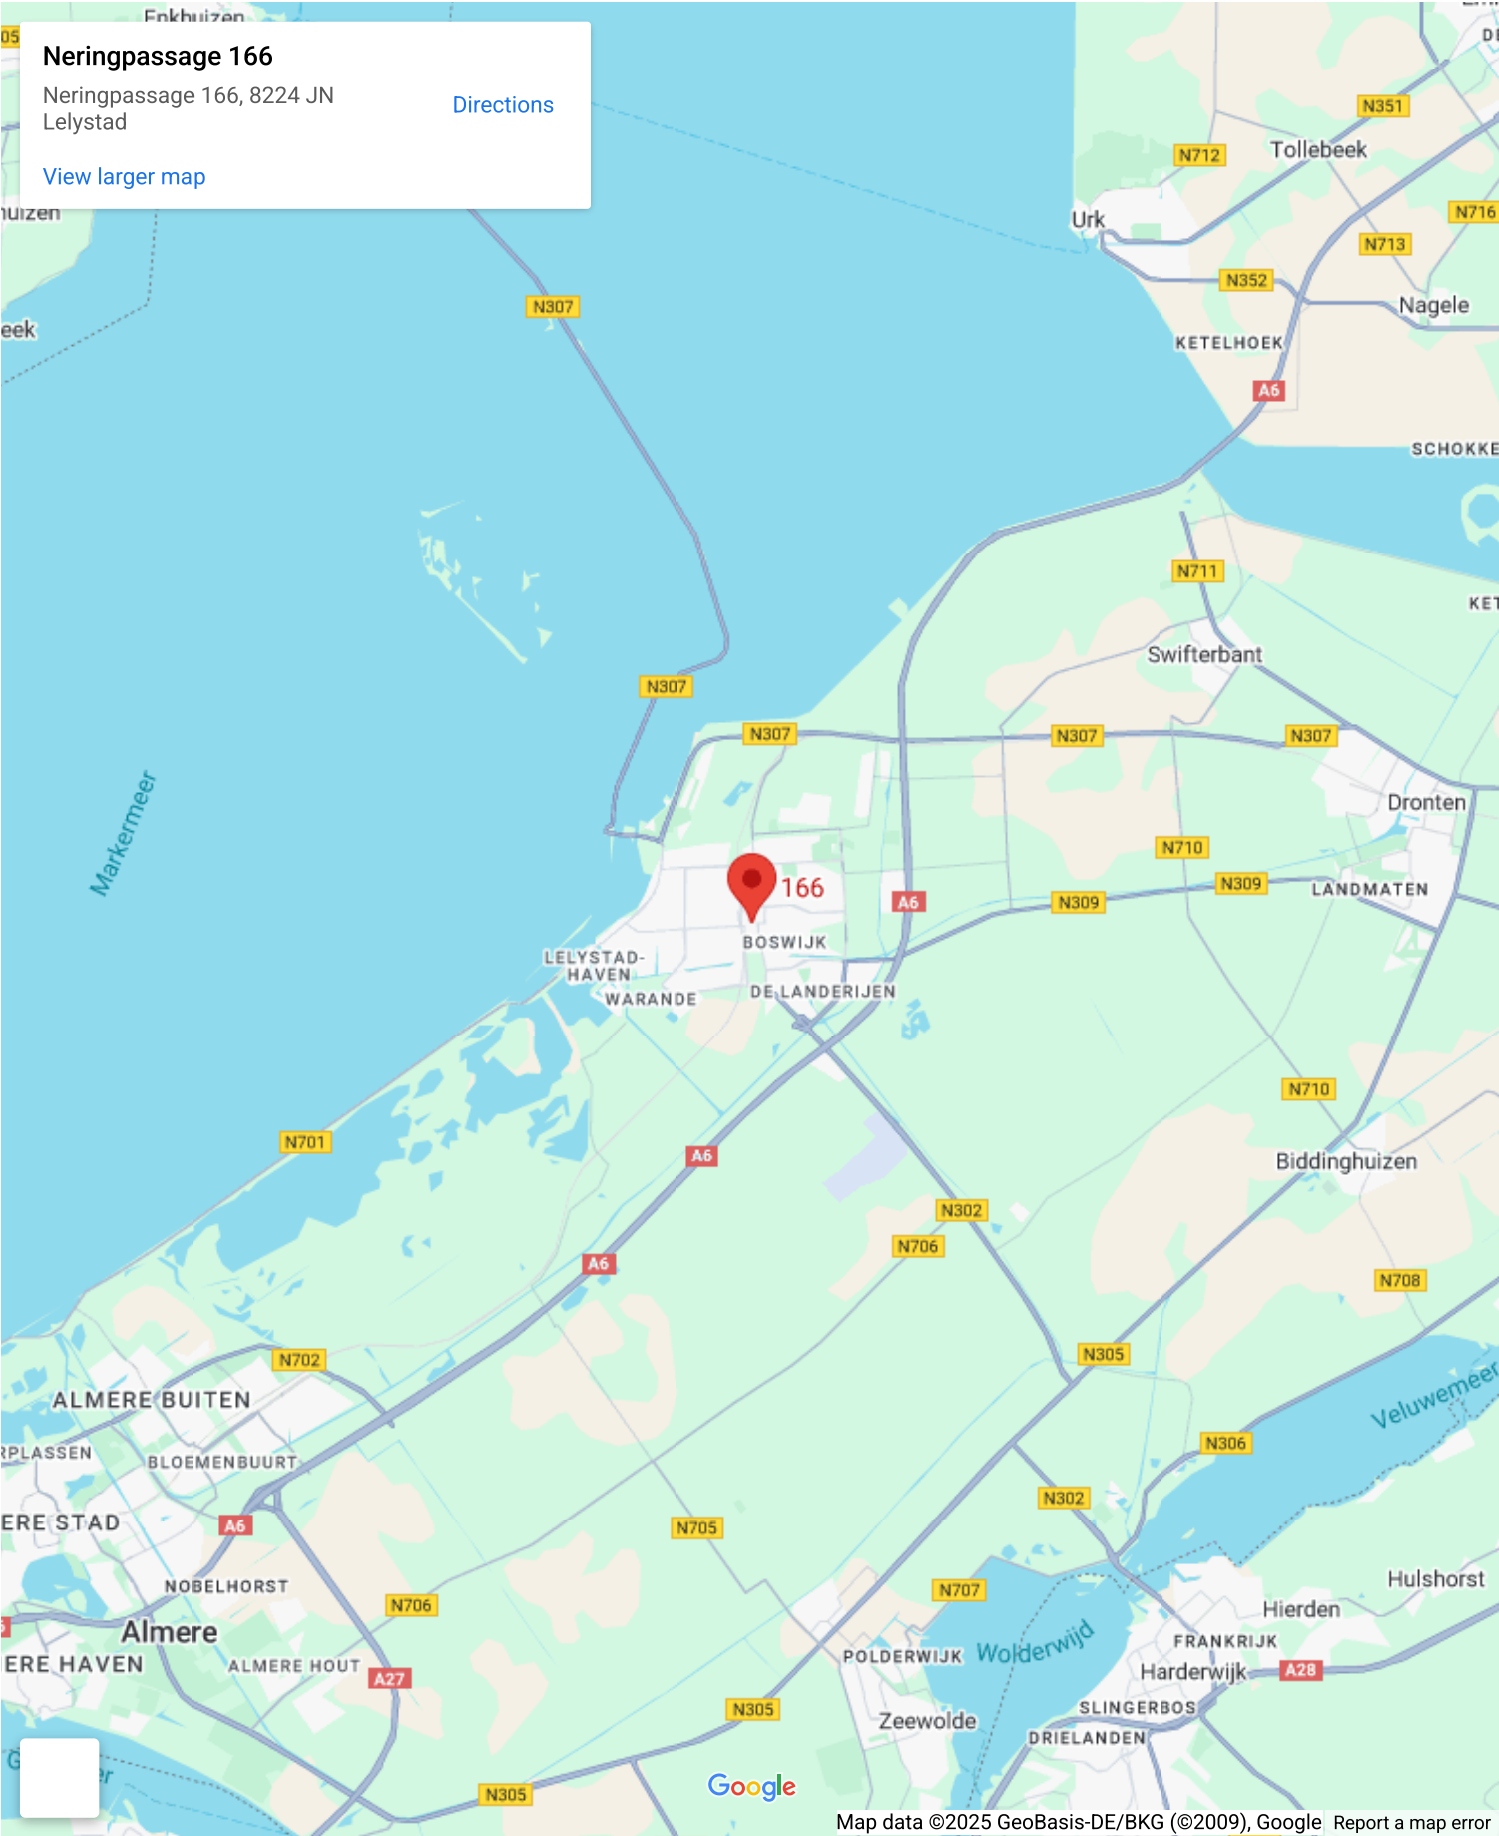 Enkhuizen
Neringpassage 166
Neringpassage 166, 8224 JN
Lelystad
Directions
View larger map
N351
Tollebeek
N712
Urk
N716
N713
N352
N307
Nagele
KETELHOEK
A6
N711
Swifterbant
N307
N307
N307
N307
Markermeer
Dronten
N710
166
A6
N309
N309
LANDMATEN
BOSWIJK
LELYSTAD-
HAVEN
WARANDE
DE LANDERIJEN
N710
N701
A6
Biddinghuizen
N302
N706
A6
N708
N702
N305
ALMERE BUITEN
Veluwemeer
N306
BLOEMENBUURT
N302
A6
N705
NOBELHORST
N706
N707
Hulshorst
Hierden
Almere
Wolderwijd
FRANKRIJK
POLDERWIJK
Harderwijk
A28
ALMERE HOUT
A27
N305
SLINGERBOS
Zeewolde
DRIELANDEN
N305
Google
Map data ©2025 GeoBasis-DE/BKG (©2009), Google
Report a map error